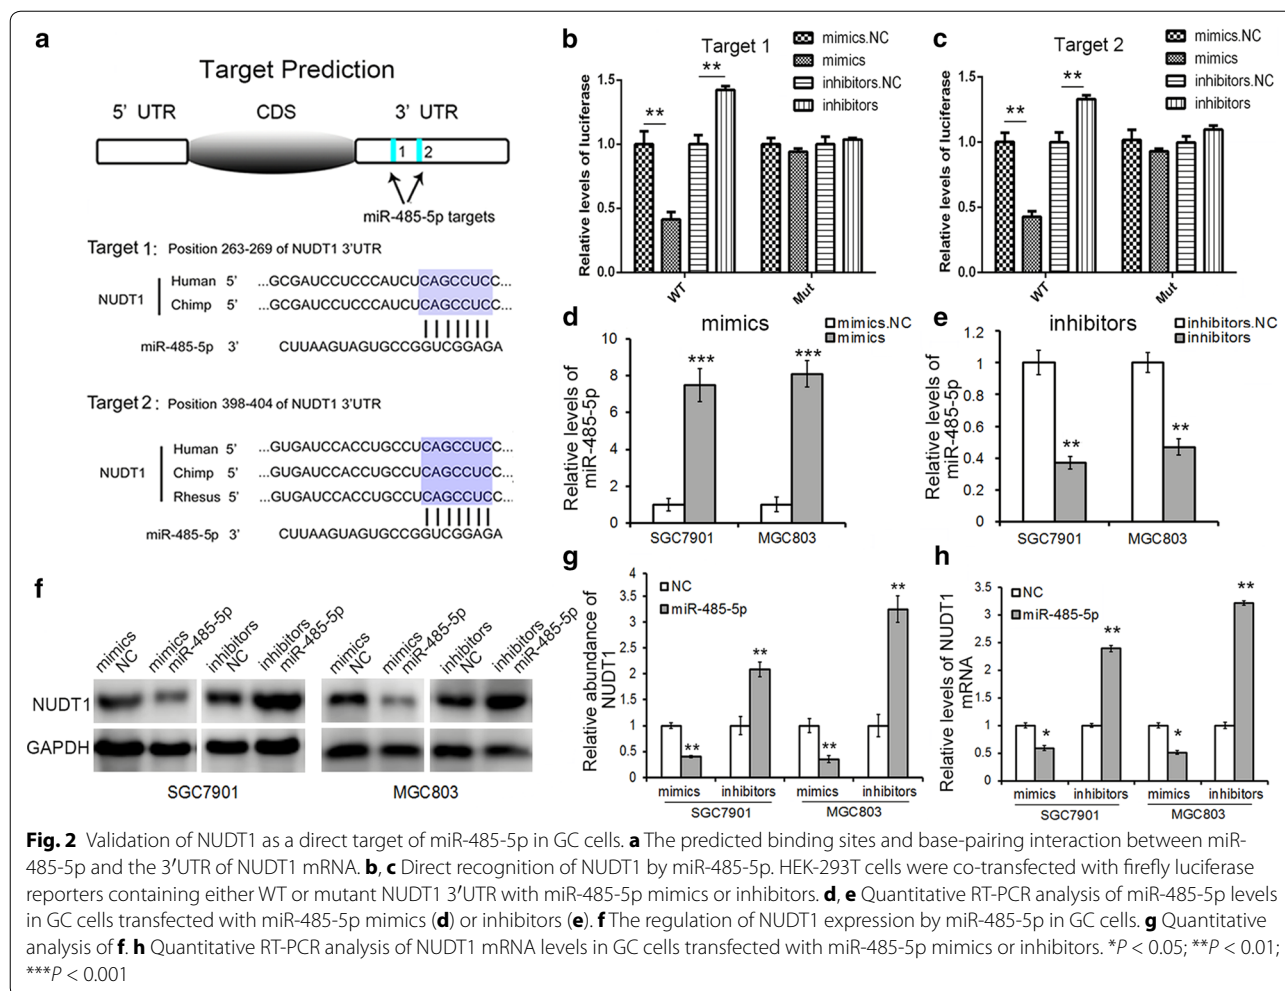 a
Target Prediction
5' UTR CDS 3' UTR
1 2
miR-485-5p targets
Target 1: Position 263-269 of NUDT1 3'UTR
NUDT1
Human 5' ...GCGAUCCUCCCAUCUCAGCCUCC...
Chimp 5' ...GCGAUCCUCCCAUCUCAGCCUCC...
miR-485-5p 3' CUUAAGUAGUGCCGGUCGGAGA
Target 2: Position 398-404 of NUDT1 3'UTR
NUDT1
Human 5' ...GUGAUCCACCUGCCUCAGCCUCC...
Chimp 5' ...GUGAUCCACCUGCCUCAGCCUCC...
Rhesus 5' ...GUGAUCCACCUGCCUCAGCCUCC...
miR-485-5p 3' CUUAAGUAGUGCCGGUCGGAGA
b
Target 1
mimics.NC
mimics
inhibitors.NC
inhibitors
Relative levels of luciferase
1.5
1.0
0.5
0.0
** **
WT Mut
c
Target 2
mimics.NC
mimics
inhibitors.NC
inhibitors
Relative levels of luciferase
1.5
1.0
0.5
0.0
** **
WT Mut
d
mimics
mimics.NC
mimics
Relative levels of
miR-485-5p
10
8
6
4
2
0
*** ***
SGC7901 MGC803
e
inhibitors
inhibitors.NC
inhibitors
Relative levels of
miR-485-5p
1.2
1
0.8
0.6
0.4
0.2
0
** **
SGC7901 MGC803
f
mimics NC
mimics miR-485-5p
inhibitors NC
inhibitors miR-485-5p
mimics NC
mimics miR-485-5p
inhibitors NC
inhibitors miR-485-5p
NUDT1
GAPDH
SGC7901 MGC803
g
NC
miR-485-5p
Relative abundance of
NUDT1
4
3.5
3
2.5
2
1.5
1
0.5
0
** ** ** **
mimics inhibitors mimics inhibitors
SGC7901 MGC803
h
NC
miR-485-5p
Relative levels of NUDT1
mRNA
3.5
3
2.5
2
1.5
1
0.5
0
* ** * **
mimics inhibitors mimics inhibitors
SGC7901 MGC803
Fig. 2 Validation of NUDT1 as a direct target of miR-485-5p in GC cells. a The predicted binding sites and base-pairing interaction between miR-
485-5p and the 3′UTR of NUDT1 mRNA. b, c Direct recognition of NUDT1 by miR-485-5p. HEK-293T cells were co-transfected with firefly luciferase
reporters containing either WT or mutant NUDT1 3′UTR with miR-485-5p mimics or inhibitors. d, e Quantitative RT-PCR analysis of miR-485-5p levels
in GC cells transfected with miR-485-5p mimics (d) or inhibitors (e). f The regulation of NUDT1 expression by miR-485-5p in GC cells. g Quantitative
analysis of f. h Quantitative RT-PCR analysis of NUDT1 mRNA levels in GC cells transfected with miR-485-5p mimics or inhibitors. *P < 0.05; **P < 0.01;
***P < 0.001